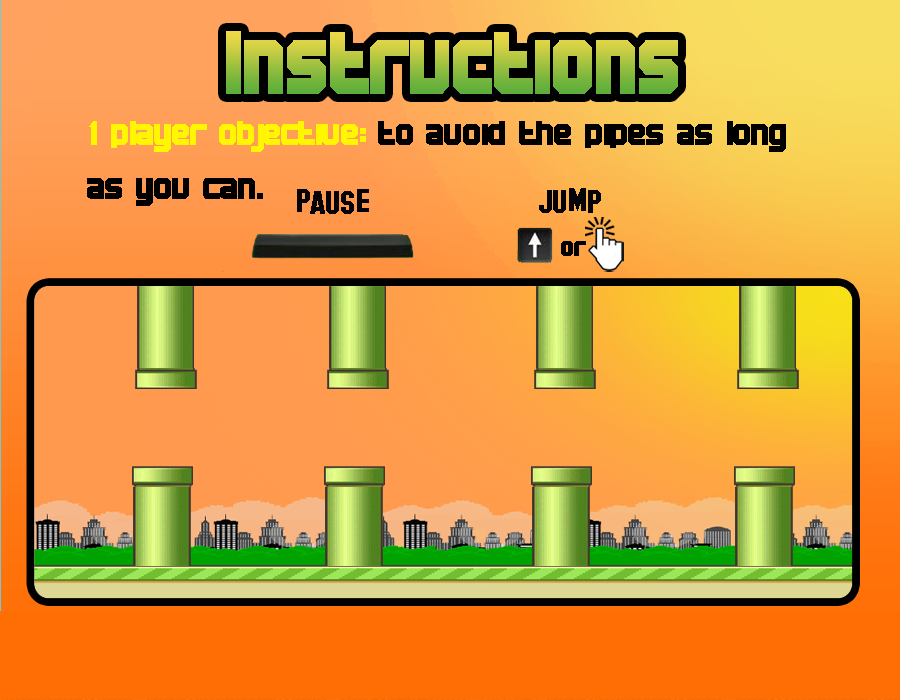 Instructions
1 player objective: to avoid the pipes as long
as you can.
PAUSE
JUMP
or